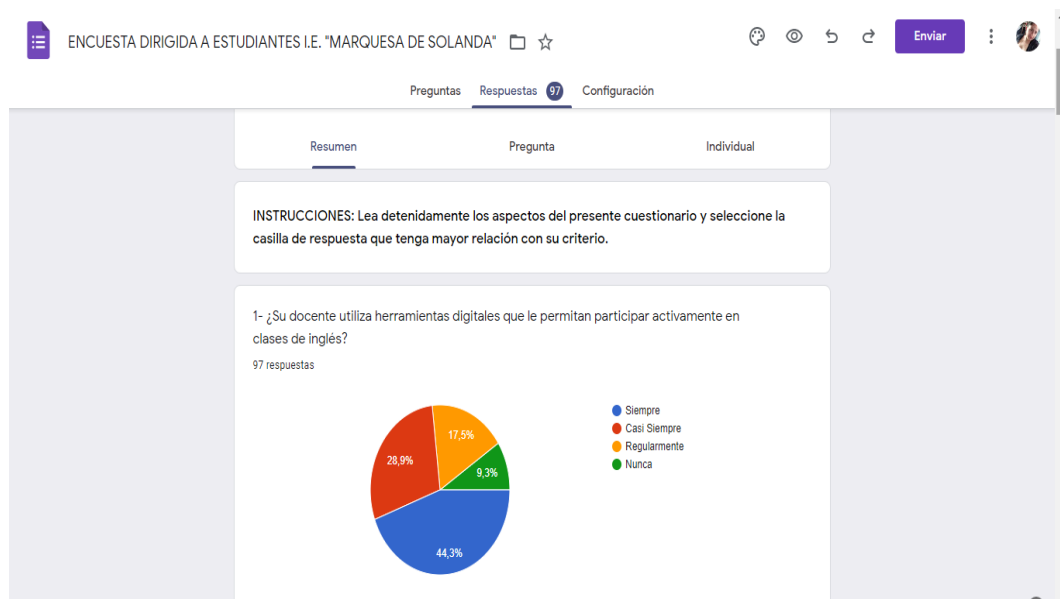 ENCUESTA DIRIGIDA A ESTUDIANTES I.E. "MARQUESA DE SOLANDA"
Enviar
Preguntas Respuestas 97 Configuración
Resumen Pregunta Individual
INSTRUCCIONES: Lea detenidamente los aspectos del presente cuestionario y seleccione la
casilla de respuesta que tenga mayor relación con su criterio.
1- ¿Su docente utiliza herramientas digitales que le permitan participar activamente en
clases de inglés?
97 respuestas
Siempre
Casi Siempre
Regularmente
Nunca
17,5%
28,9%
9,3%
44,3%